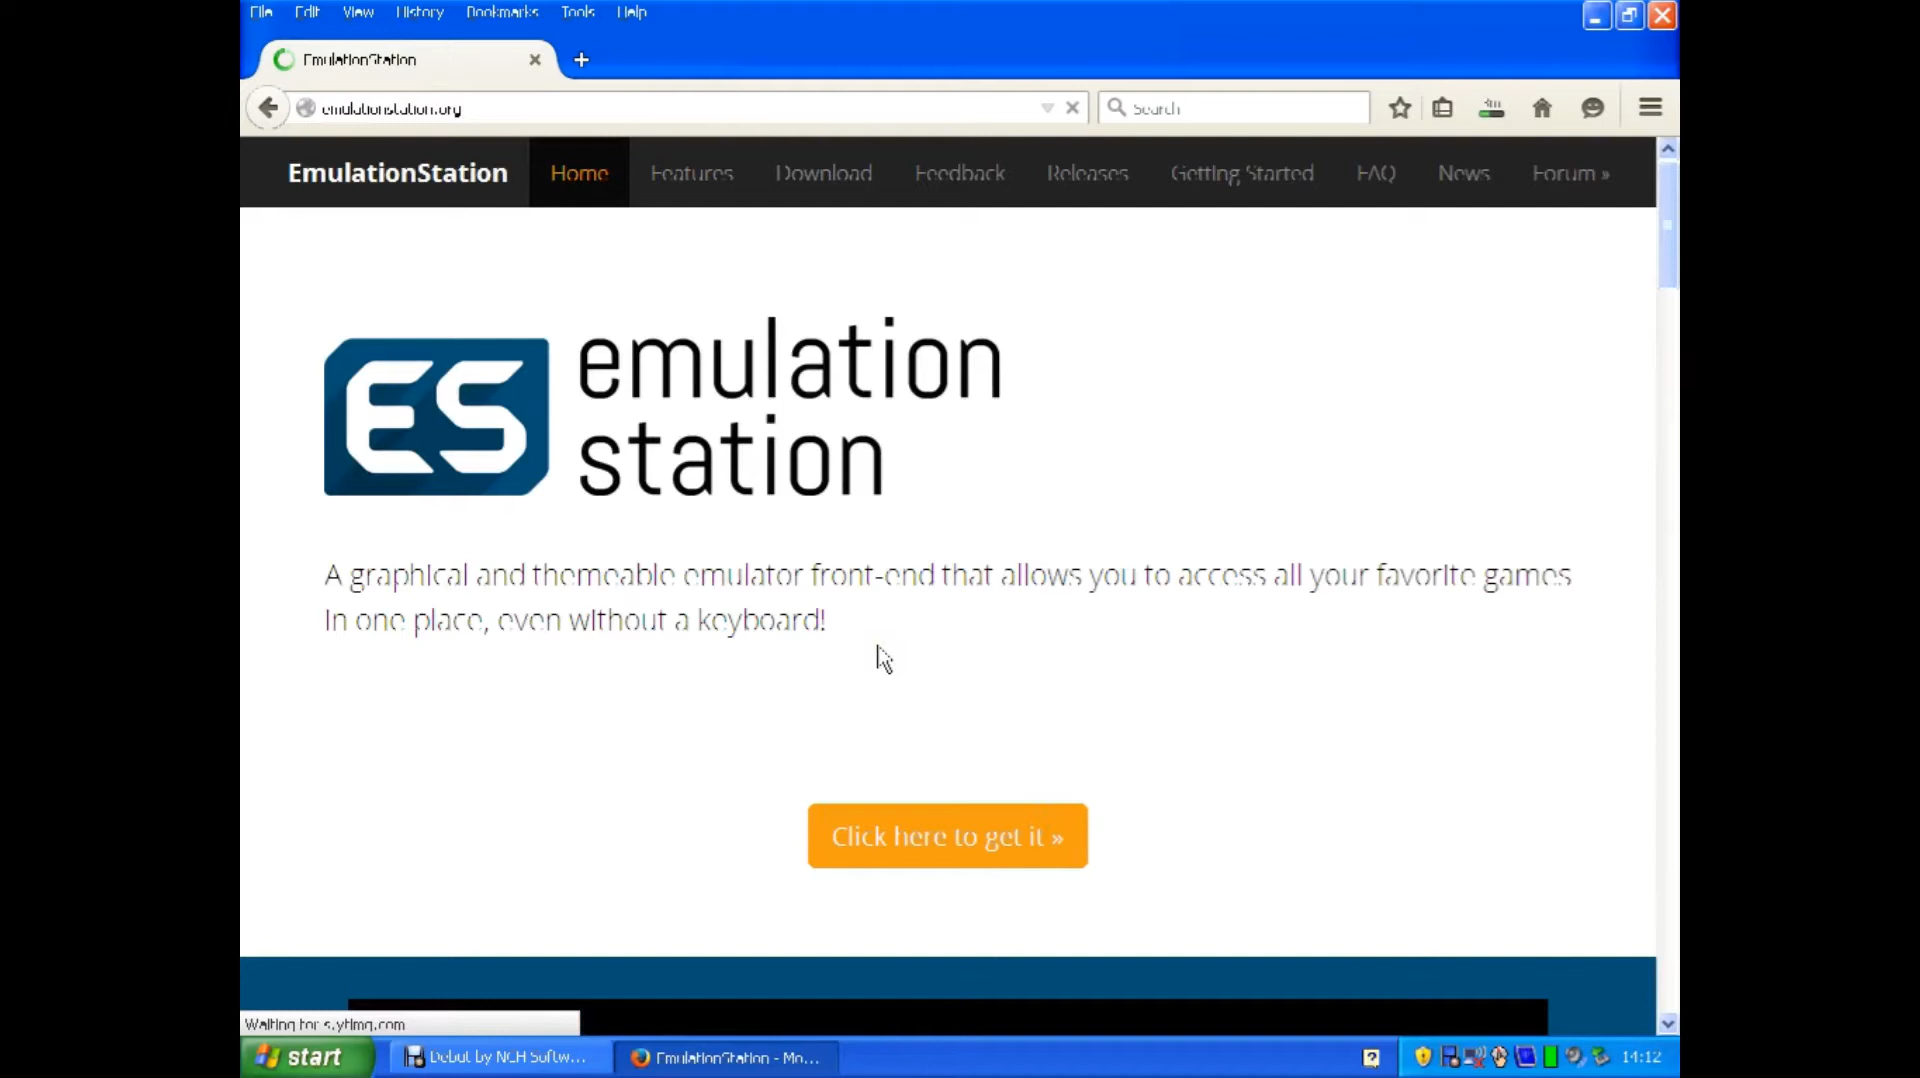 File Edit View History Bookmarks Tools Help
EmulationStation
emulationstation.org
Search
EmulationStation Home Features Download Feedback Releases Getting Started FAQ News Forum »
ES
emulation
station
A graphical and themeable emulator front-end that allows you to access all your favorite games
in one place, even without a keyboard!
Click here to get it »
Waiting for s.ytimg.com
start Debut by NCH Softw... EmulationStation - Mo... 14:12